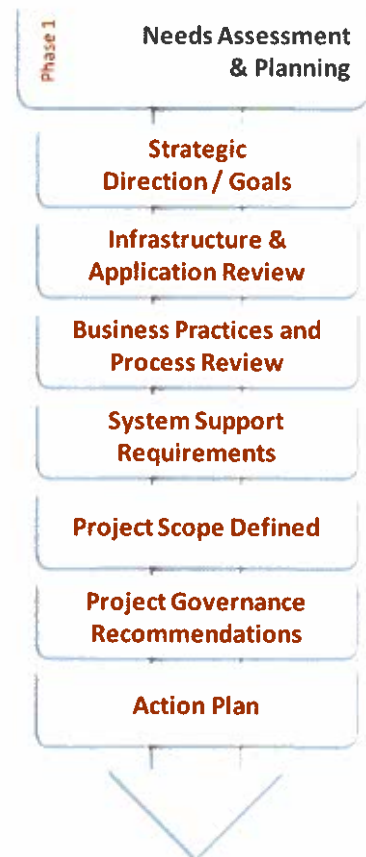 Phase 1
Needs Assessment
& Planning
Strategic
Direction / Goals
Infrastructure &
Application Review
Business Practices and
Process Review
System Support
Requirements
Project Scope Defined
Project Governance
Recommendations
Action Plan